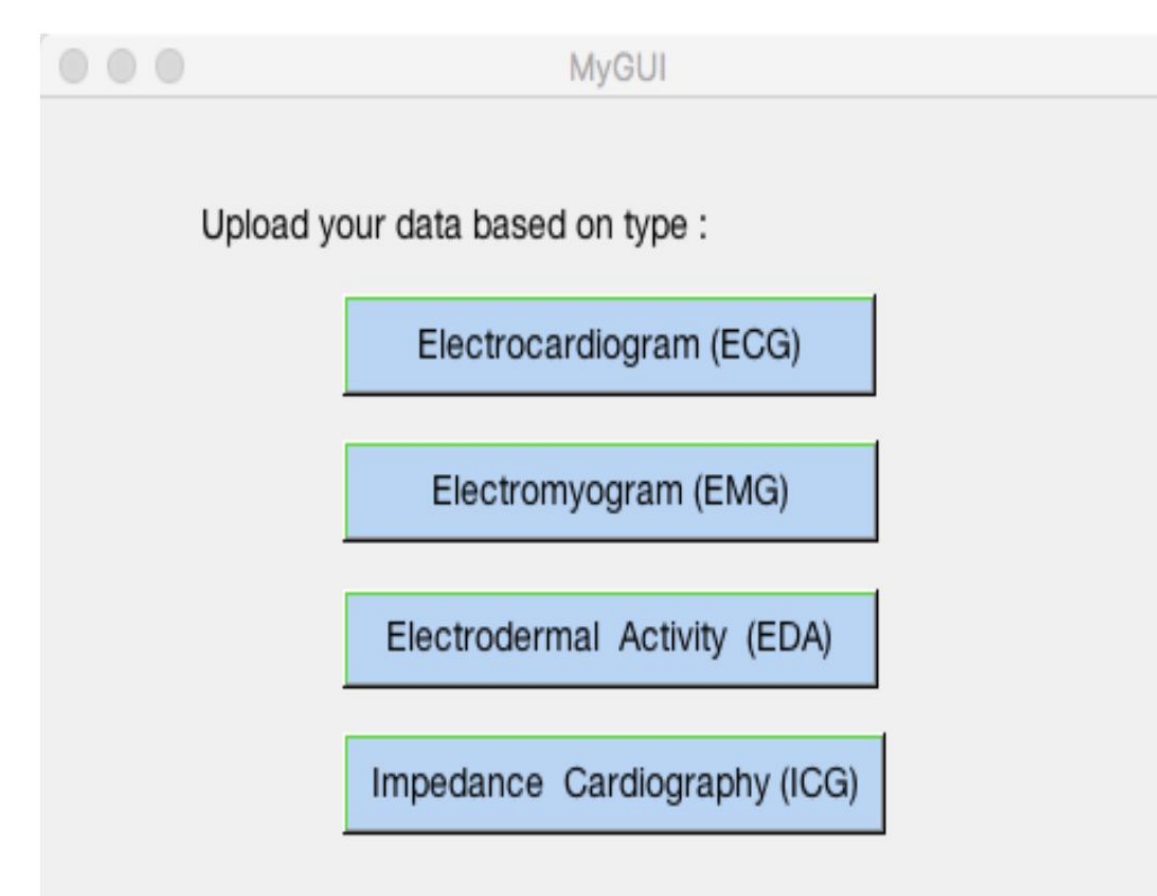 MyGUI
Upload your data based on type :
Electrocardiogram (ECG)
Electromyogram (EMG)
Electrodermal Activity (EDA)
Impedance Cardiography (ICG)